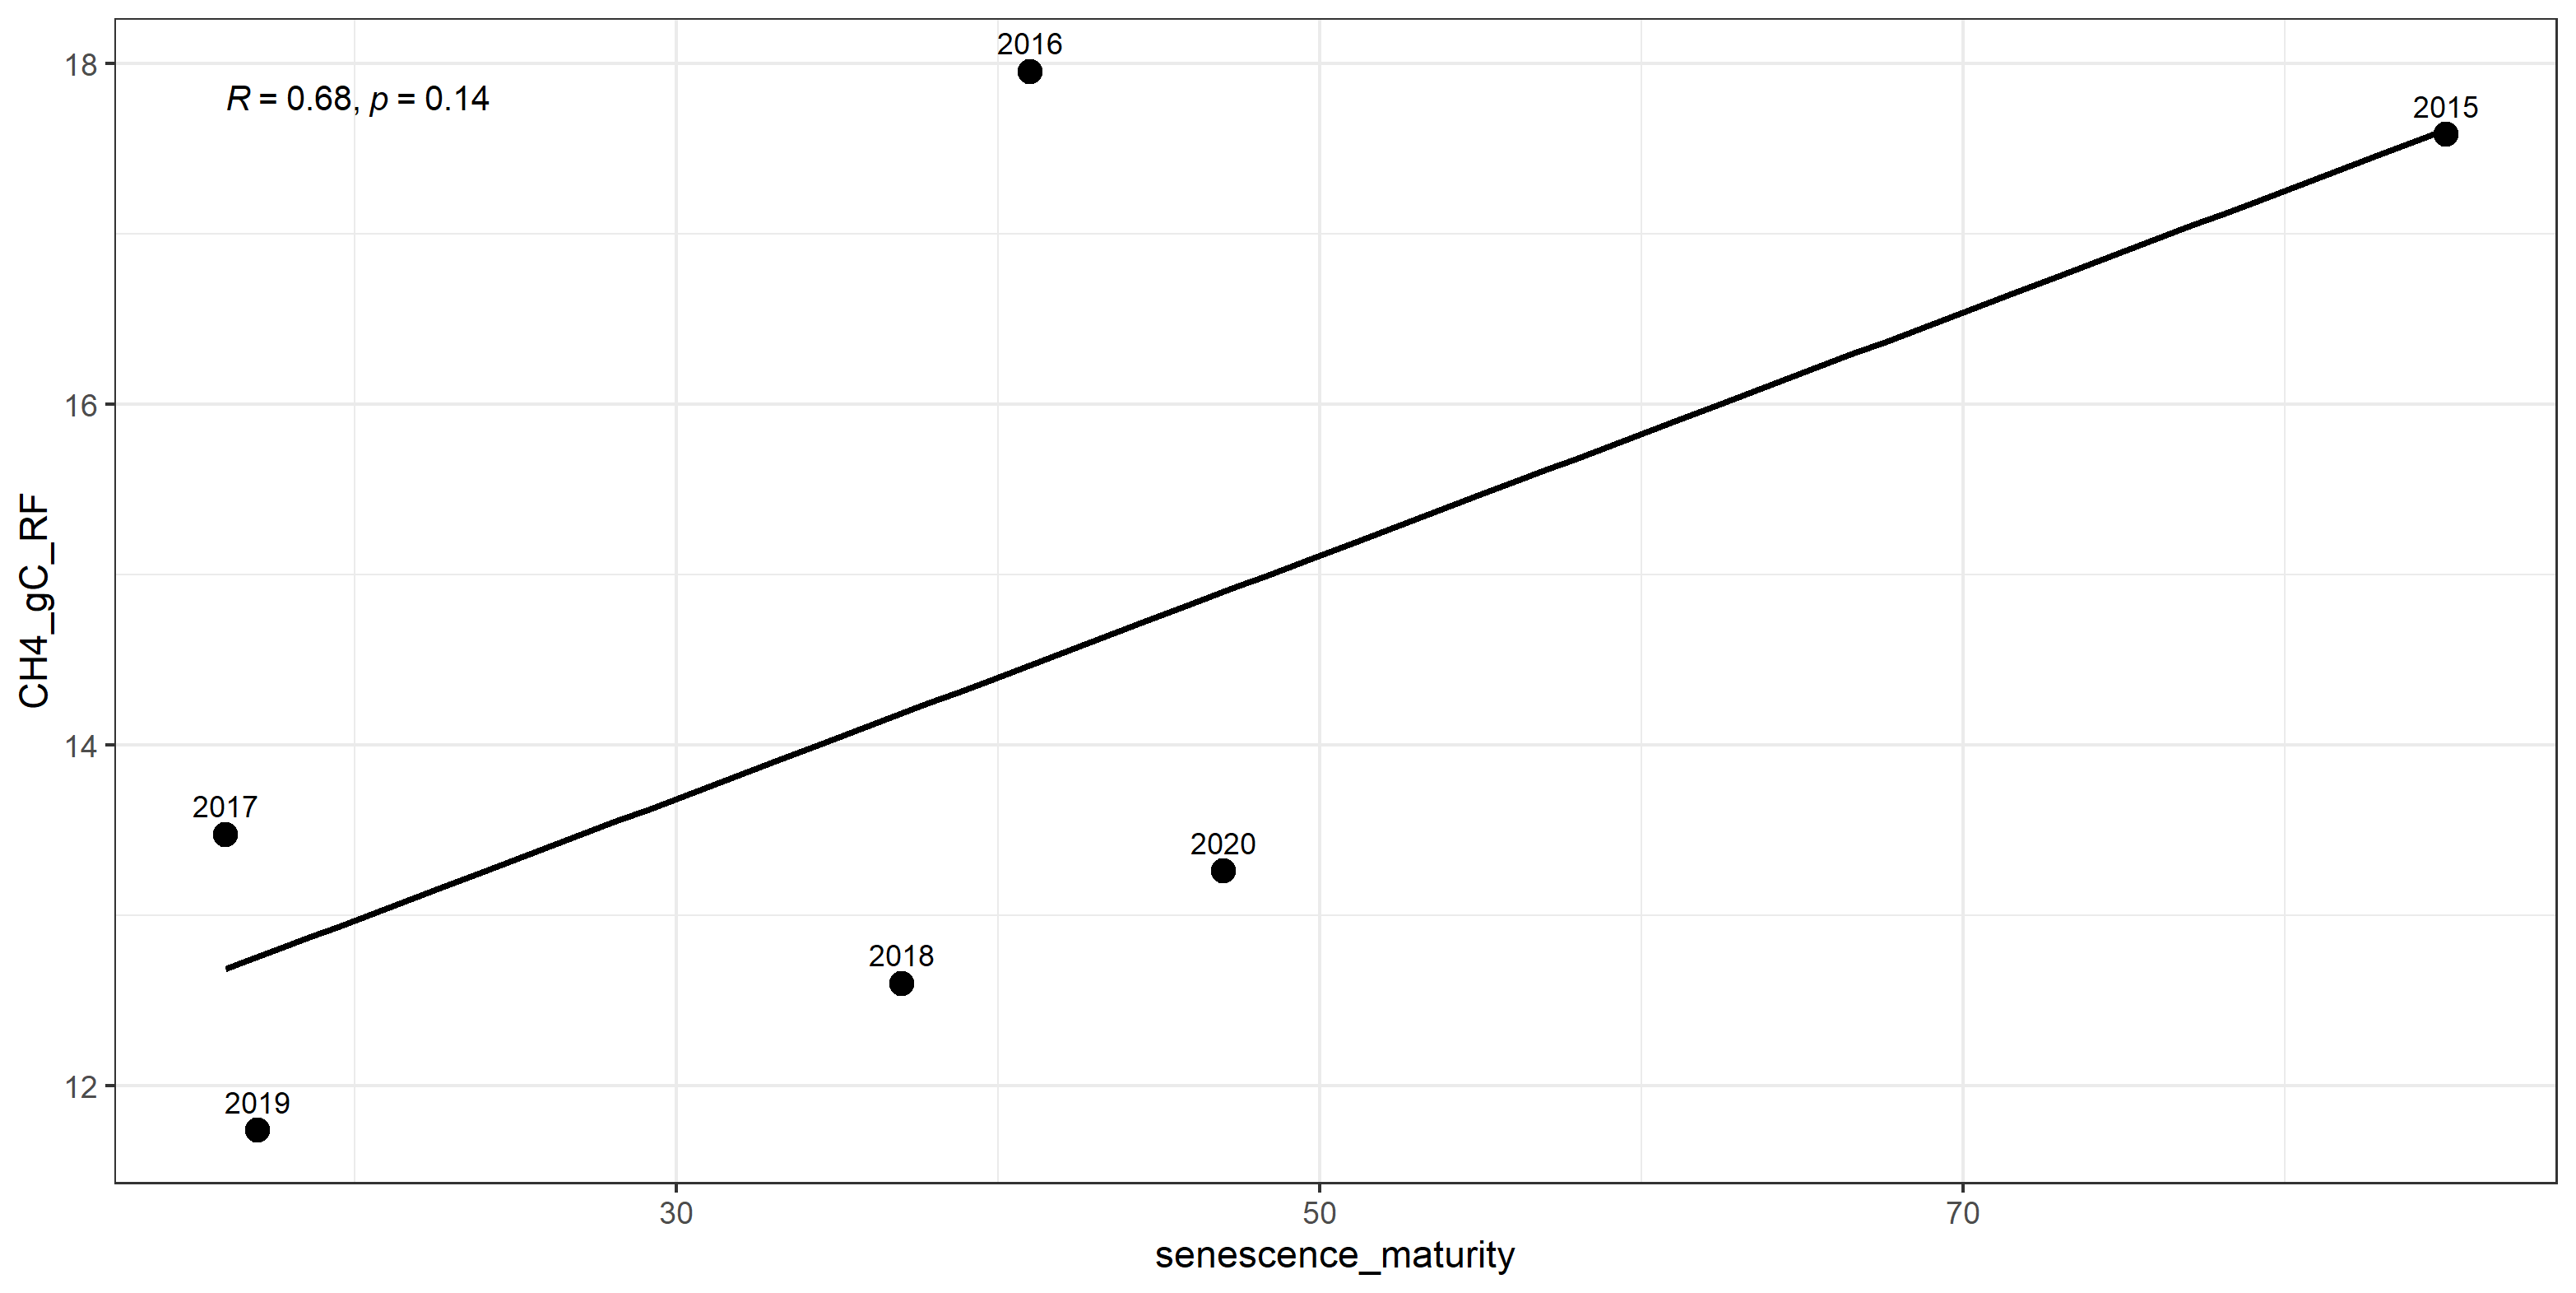 2016
18
R = 0.68, p = 0.14
2015
16
CH4_gC_RF
14
2017
2020
2018
12
2019
30 50 70
senescence_maturity